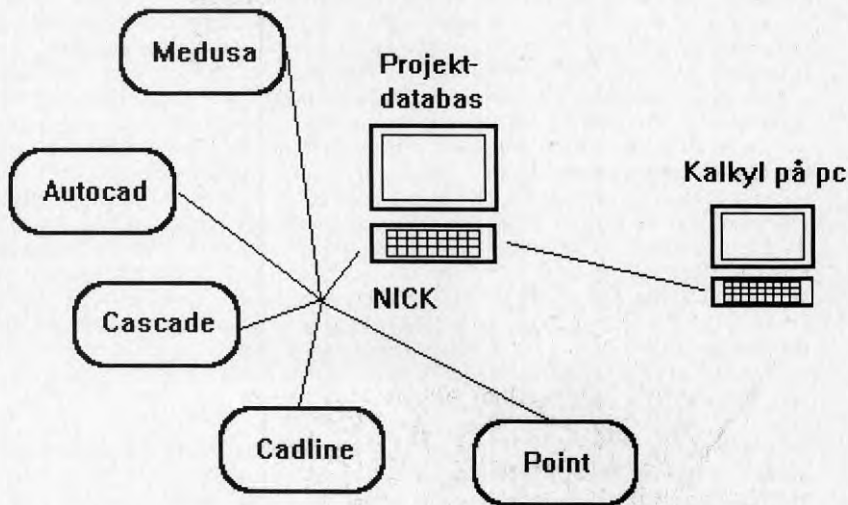 Medusa
Projekt-
databas
Autocad
Kalkyl på pc
NICK
Cascade
Cadline
Point